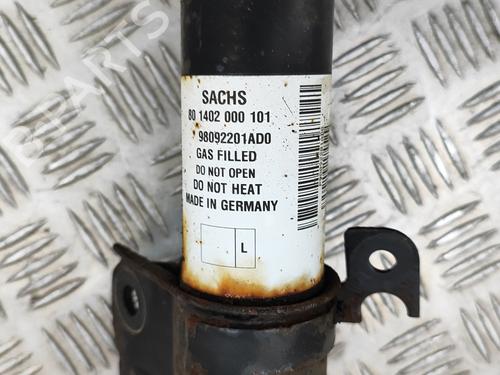 SACHS
80 1402 000 101
98092201AD0
GAS FILLED
DO NOT OPEN
DO NOT HEAT
MADE IN GERMANY
L